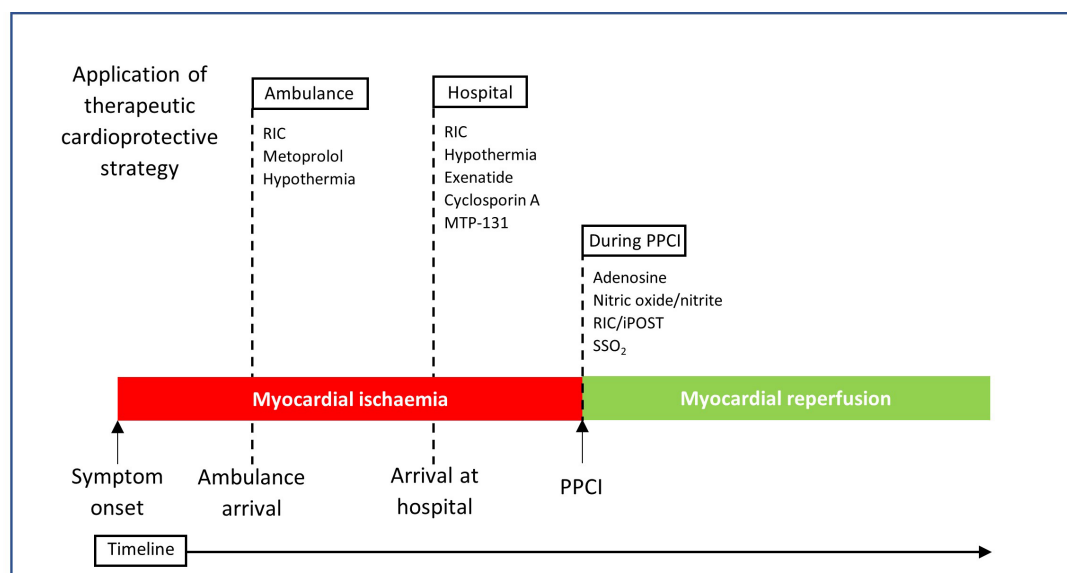 Application of
therapeutic
cardioprotective
strategy
Ambulance
RIC
Metoprolol
Hypothermia
Hospital
RIC
Hypothermia
Exenatide
Cyclosporin A
MTP-131
During PPCI
Adenosine
Nitric oxide/nitrite
RIC/iPOST
SSO₂
Myocardial ischaemia
Myocardial reperfusion
Symptom
onset
Ambulance
arrival
Arrival at
hospital
PPCI
Timeline